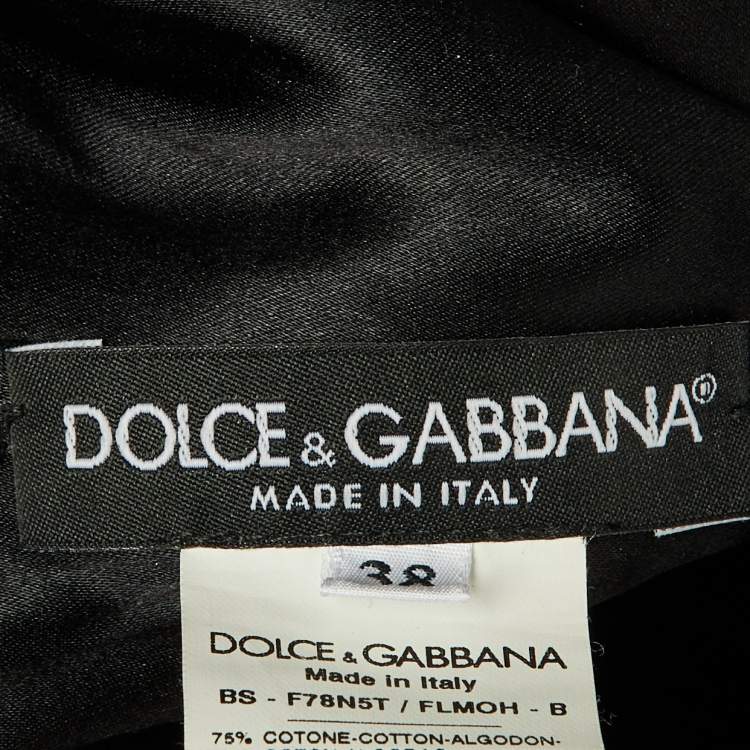 DOLCE & GABBANA®
MADE IN ITALY
38
DOLCE & GABBANA
Made in Italy
BS - F78N5T / FLMOH - B
75% COTONE-COTTON-ALGODON-